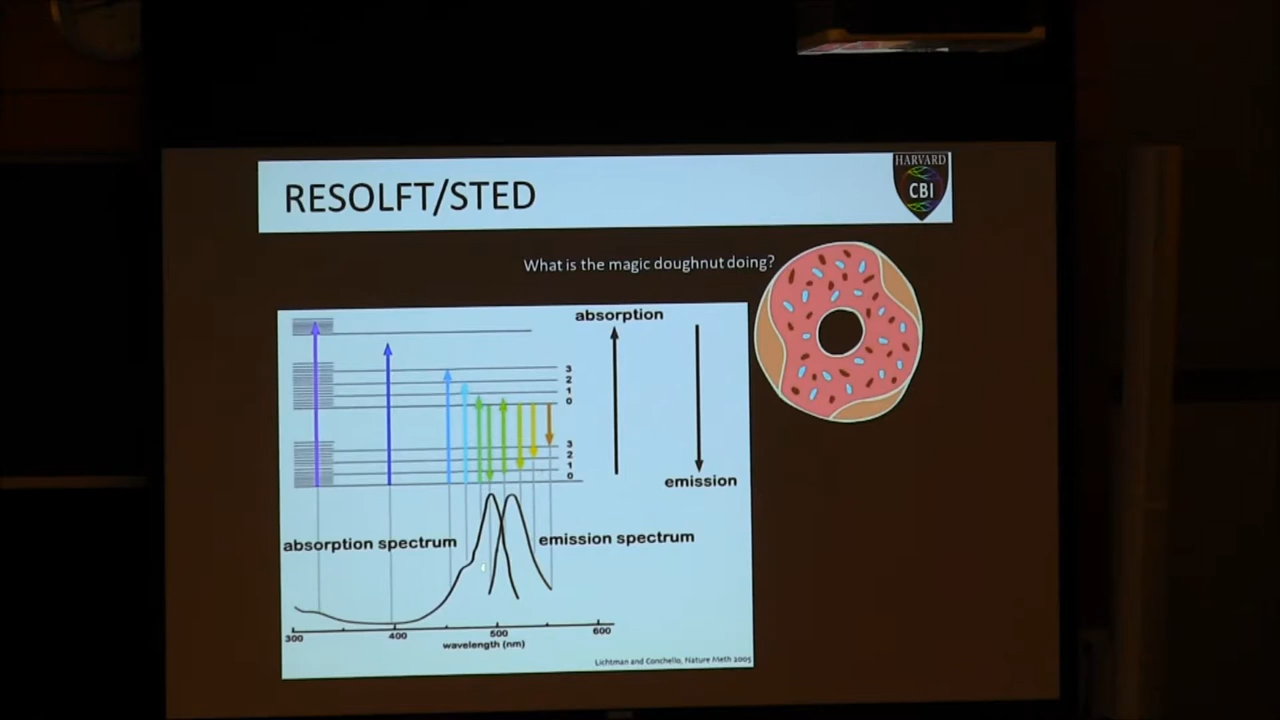 HARVARD
CBI
RESOLFT/STED
What is the magic doughnut doing?
absorption
3
2
1
0
3
2
1
0
emission
absorption spectrum
emission spectrum
300
400
500
600
wavelength (nm)
Lichtman and Conchello, Nature Meth 2005